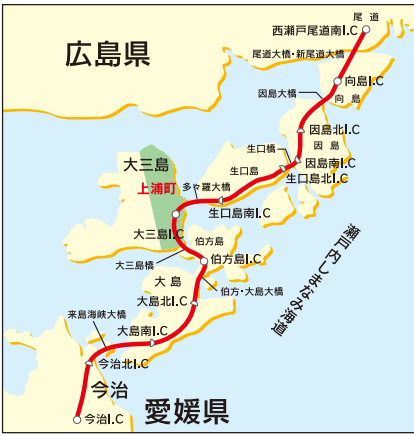 尾道
西瀬戸尾道南I.C
尾道大橋・新尾道大橋
広島県
向島I.C
向島
因島大橋
因島北I.C
因島
生口橋
因島南I.C
生口島
生口島北I.C
大三島
上浦町
多々羅大橋
生口島南I.C
大三島I.C
伯方島
大三島橋
伯方島I.C
瀬戸内しまなみ海道
大島
大島北I.C
伯方・大島大橋
来島海峡大橋
大島南I.C
今治北I.C
今治
今治I.C
愛媛県